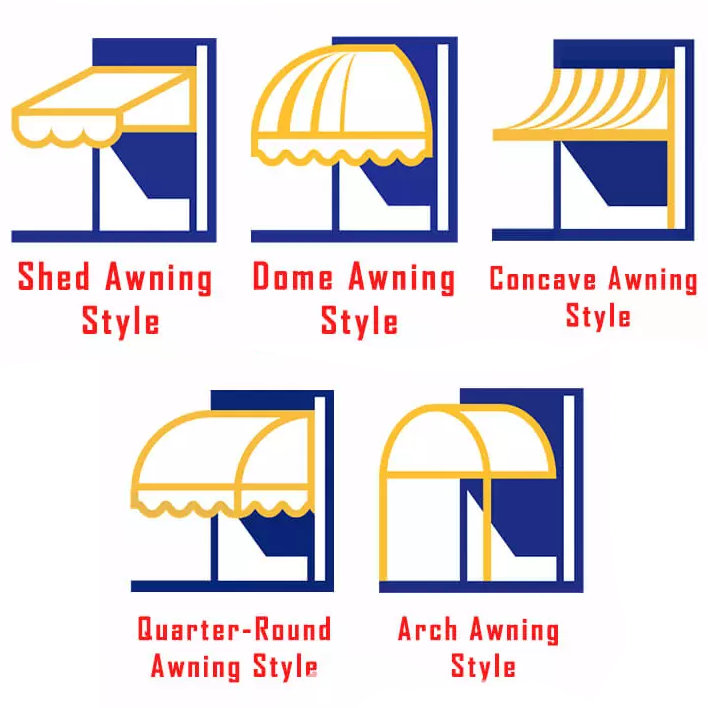 Shed Awning
Style
Dome Awning
Style
Concave Awning
Style
Quarter-Round
Awning Style
Arch Awning
Style